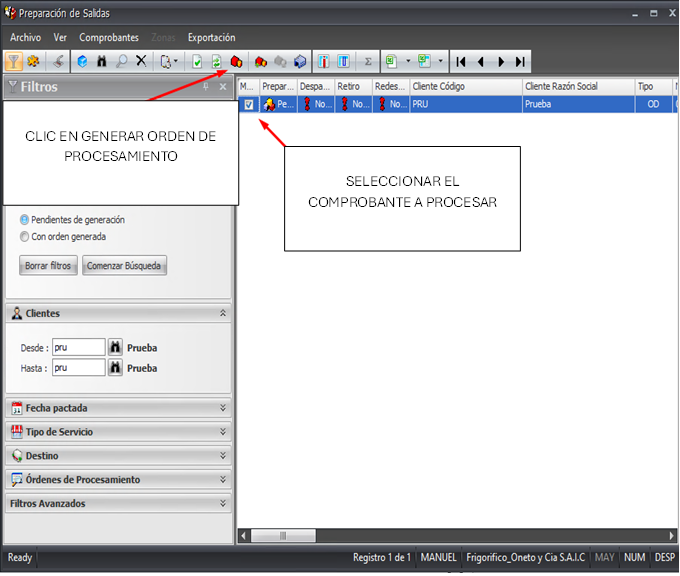 Preparación de Salidas
Archivo Ver Comprobantes Zonas Exportación
Filtros
CLIC EN GENERAR ORDEN DE
PROCESAMIENTO
Pendientes de generación
Con orden generada
Borrar filtros Comenzar Búsqueda
Clientes
Desde : pru Prueba
Hasta : pru Prueba
Fecha pactada
Tipo de Servicio
Destino
Órdenes de Procesamiento
Filtros Avanzados
M... Prepar... Despa... Retiro Redes... Cliente Código Cliente Razón Social Tipo
Pe... No... No... No... PRU Prueba OD
SELECCIONAR EL
COMPROBANTE A PROCESAR
Ready Registro 1 de 1 MANUEL Frigorifico_Oneto y Cia S.A.I.C MAY NUM DESP